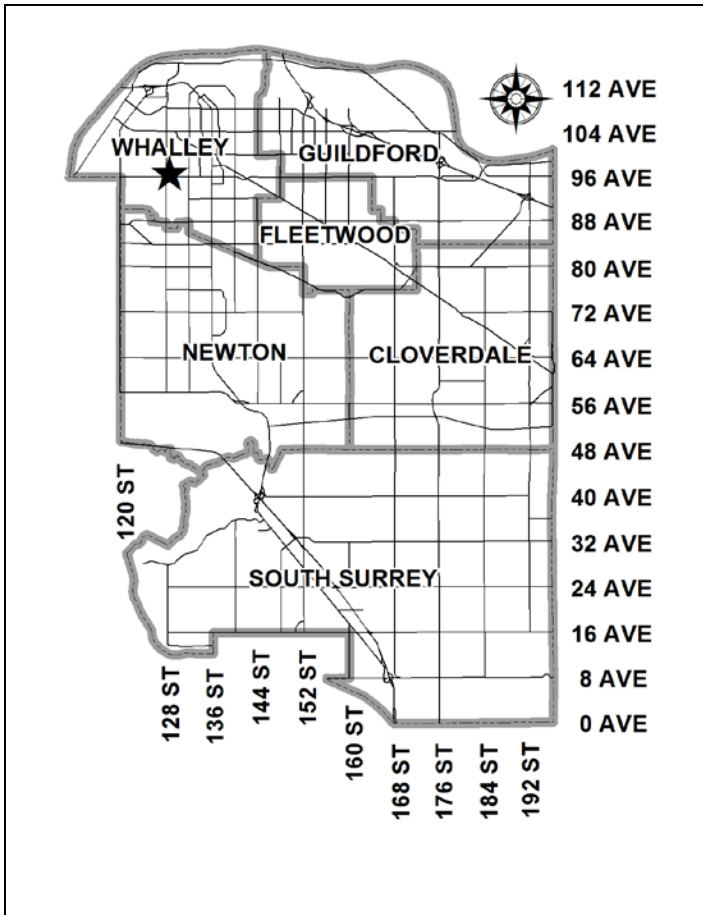 112 AVE
104 AVE
WHALLEY
GUILDFORD
96 AVE
88 AVE
FLEETWOOD
80 AVE
72 AVE
NEWTON
CLOVERDALE
64 AVE
56 AVE
48 AVE
120 ST
40 AVE
32 AVE
SOUTH SURREY
24 AVE
16 AVE
8 AVE
0 AVE
128 ST
136 ST
144 ST
152 ST
160 ST
168 ST
176 ST
184 ST
192 ST